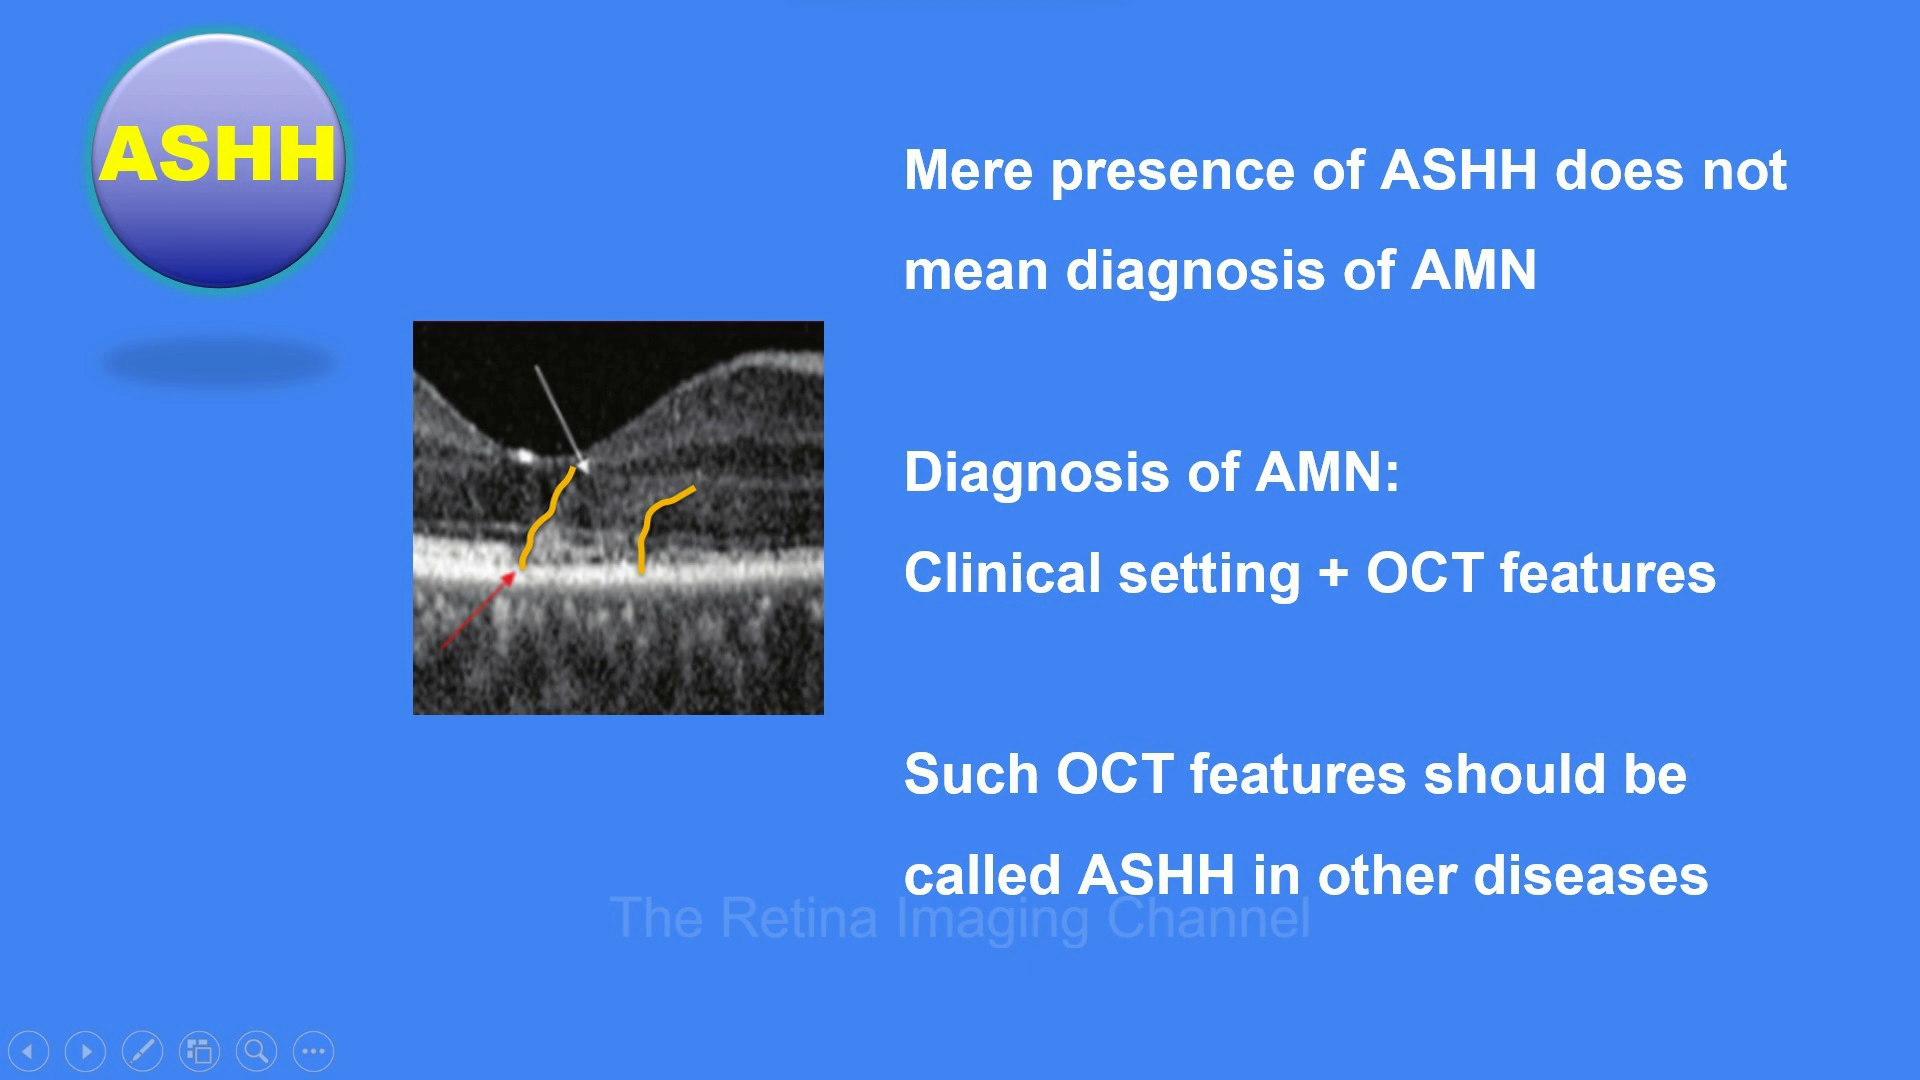 ASHH
Mere presence of ASHH does not
mean diagnosis of AMN
Diagnosis of AMN:
Clinical setting + OCT features
Such OCT features should be
called ASHH in other diseases
The Retina Imaging Channel